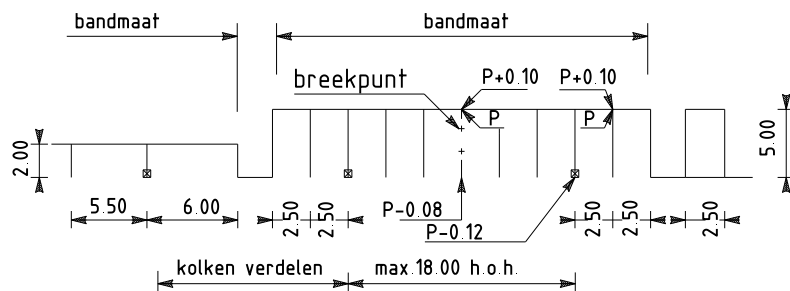 bandmaat
bandmaat
breekpunt
P+0.10
P+0.10
P
P
2.00
5.00
5.50
6.00
2.50
2.50
P-0.08
P-0.12
2.50
2.50
2.50
kolken verdelen
max.18.00 h.o.h.